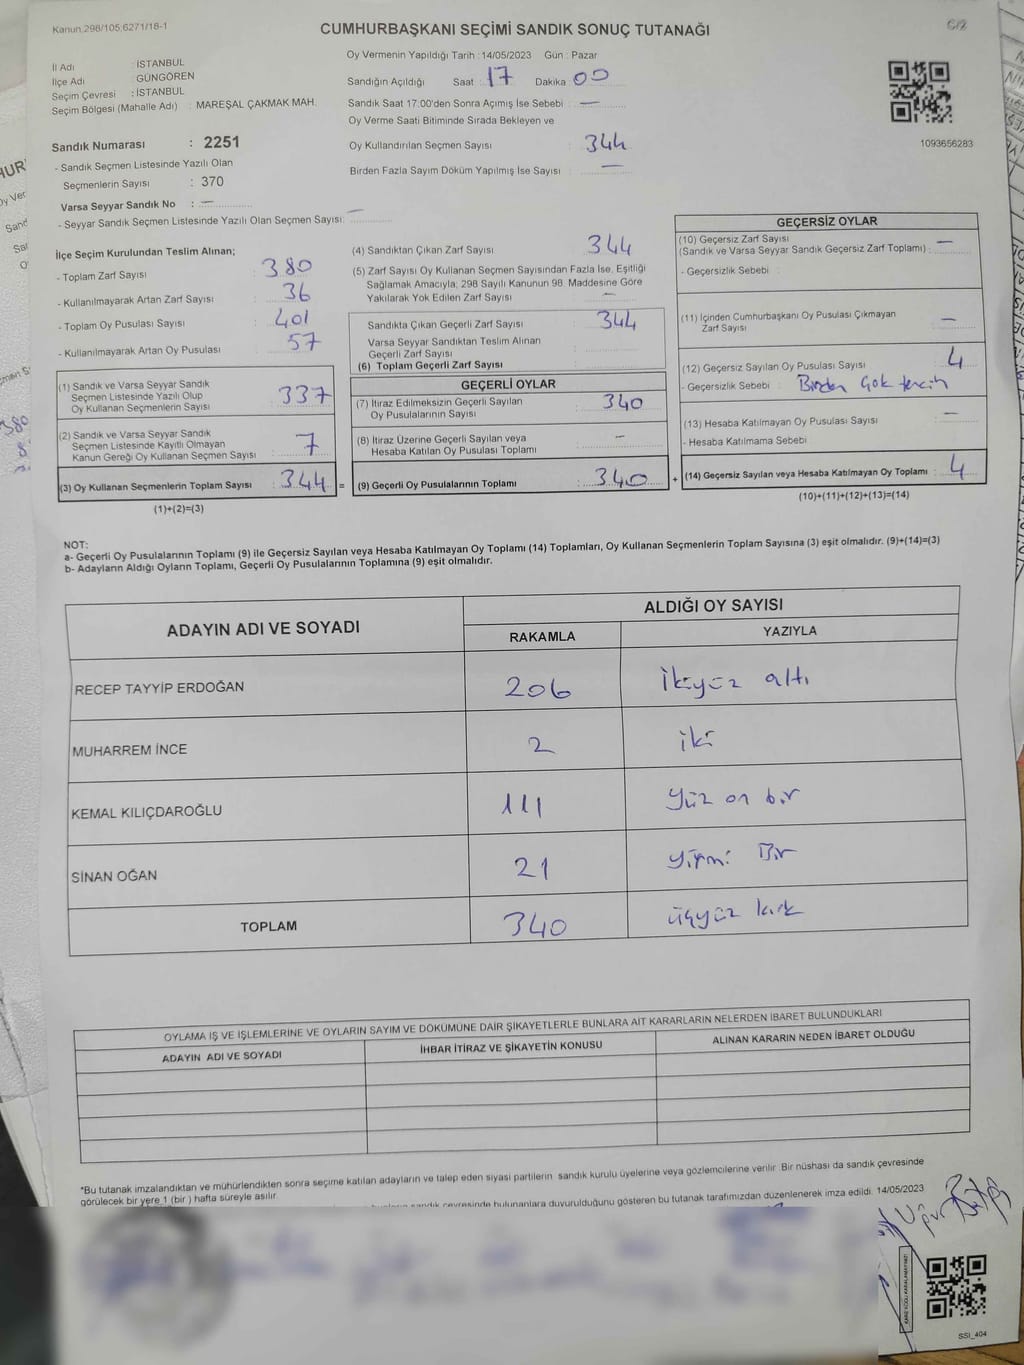 Kanun.298/105,6271/18-1
CUMHURBAŞKANI SEÇİMİ SANDIK SONUÇ TUTANAĞI
İl Adı : İSTANBUL
İlçe Adı : GÜNGÖREN
Seçim Çevresi : İSTANBUL
Seçim Bölgesi (Mahalle Adı) : MAREŞAL ÇAKMAK MAH.
Oy Vermenin Yapıldığı Tarih : 14/05/2023 Gün : Pazar
Sandığın Açıldığı Saat : 17 Dakika : 00
Sandık Saat 17:00'den Sonra Açımış İse Sebebi : —
Oy Verme Saati Bitiminde Sırada Bekleyen ve
Oy Kullandırılan Seçmen Sayısı : 344
Birden Fazla Sayım Döküm Yapılmış İse Sayısı : —
1093656283
Sandık Numarası : 2251
- Sandık Seçmen Listesinde Yazılı Olan
Seçmenlerin Sayısı : 370
Varsa Seyyar Sandık No : —
- Seyyar Sandık Seçmen Listesinde Yazılı Olan Seçmen Sayısı: —
İlçe Seçim Kurulundan Teslim Alınan;
- Toplam Zarf Sayısı : 380
- Kullanılmayarak Artan Zarf Sayısı : 36
- Toplam Oy Pusulası Sayısı : 401
- Kullanılmayarak Artan Oy Pusulası : 57
(1) Sandık ve Varsa Seyyar Sandık
Seçmen Listesinde Yazılı Olup
Oy Kullanan Seçmenlerin Sayısı : 337
(2) Sandık ve Varsa Seyyar Sandık
Seçmen Listesinde Kayıtlı Olmayan
Kanun Gereği Oy Kullanan Seçmen Sayısı : 7
(3) Oy Kullanan Seçmenlerin Toplam Sayısı : 344 =
(1)+(2)=(3)
(4) Sandıktan Çıkan Zarf Sayısı : 344
(5) Zarf Sayısı Oy Kullanan Seçmen Sayısından Fazla İse, Eşitliği
Sağlamak Amacıyla; 298 Sayılı Kanunun 98. Maddesine Göre
Yakılarak Yok Edilen Zarf Sayısı : —
Sandıkta Çıkan Geçerli Zarf Sayısı : 344
Varsa Seyyar Sandıktan Teslim Alınan
Geçerli Zarf Sayısı :
(6) Toplam Geçerli Zarf Sayısı :
GEÇERLİ OYLAR
(7) İtiraz Edilmeksizin Geçerli Sayılan
Oy Pusulalarının Sayısı : 340
(8) İtiraz Üzerine Geçerli Sayılan veya
Hesaba Katılan Oy Pusulası Toplamı : —
(9) Geçerli Oy Pusulalarının Toplamı : 340 +
GEÇERSİZ OYLAR
(10) Geçersiz Zarf Sayısı
(Sandık ve Varsa Sandık Geçersiz Zarf Toplamı) : —
- Geçersizlik Sebebi :
(11) İçinden Cumhurbaşkanı Oy Pusulası Çıkmayan
Zarf Sayısı : —
(12) Geçersiz Sayılan Oy Pusulası Sayısı : 4
- Geçersizlik Sebebi : Birden Çok tercih
(13) Hesaba Katılmayan Oy Pusulası Sayısı : —
- Hesaba Katılmama Sebebi :
(14) Geçersiz Sayılan veya Hesaba Katılmayan Oy Toplamı : 4
(10)+(11)+(12)+(13)=(14)
NOT:
a- Geçerli Oy Pusulalarının Toplamı (9) ile Geçersiz Sayılan veya Hesaba Katılmayan Oy Toplamı (14) Toplamları, Oy Kullanan Seçmenlerin Toplam Sayısına (3) eşit olmalıdır. (9)+(14)=(3)
b- Adayların Aldığı Oyların Toplamı, Geçerli Oy Pusulalarının Toplamına (9) eşit olmalıdır.
ADAYIN ADI VE SOYADI
ALDIĞI OY SAYISI
RAKAMLA YAZIYLA
RECEP TAYYİP ERDOĞAN 206 İkiyüz altı
MUHARREM İNCE 2 iki
KEMAL KILIÇDAROĞLU 111 Yüz on bir
SİNAN OĞAN 21 Yirmi Bir
TOPLAM 340 üçyüz kırk
OYLAMA İŞ VE İŞLEMLERİNE VE OYLARIN SAYIM VE DÖKÜMÜNE DAİR ŞİKAYETLERLE BUNLARA AİT KARARLARIN NELERDEN İBARET BULUNDUKLARI
ADAYIN ADI VE SOYADI İHBAR İTİRAZ VE ŞİKAYETİN KONUSU ALINAN KARARIN NEDEN İBARET OLDUĞU
*Bu tutanak imzalandıktan ve mühürlendikten sonra seçime katılan adayların ve talep eden siyasi partilerin sandık kurulu üyelerine veya gözlemcilerine verilir. Bir nüshası da sandık çevresinde
görülecek bir yere 1 (bir ) hafta süreyle asılır.
sandık çevresinde bulunanlara duyurulduğunu gösteren bu tutanak tarafımızdan düzenlenerek imza edildi. 14/05/2023
SSİ_404